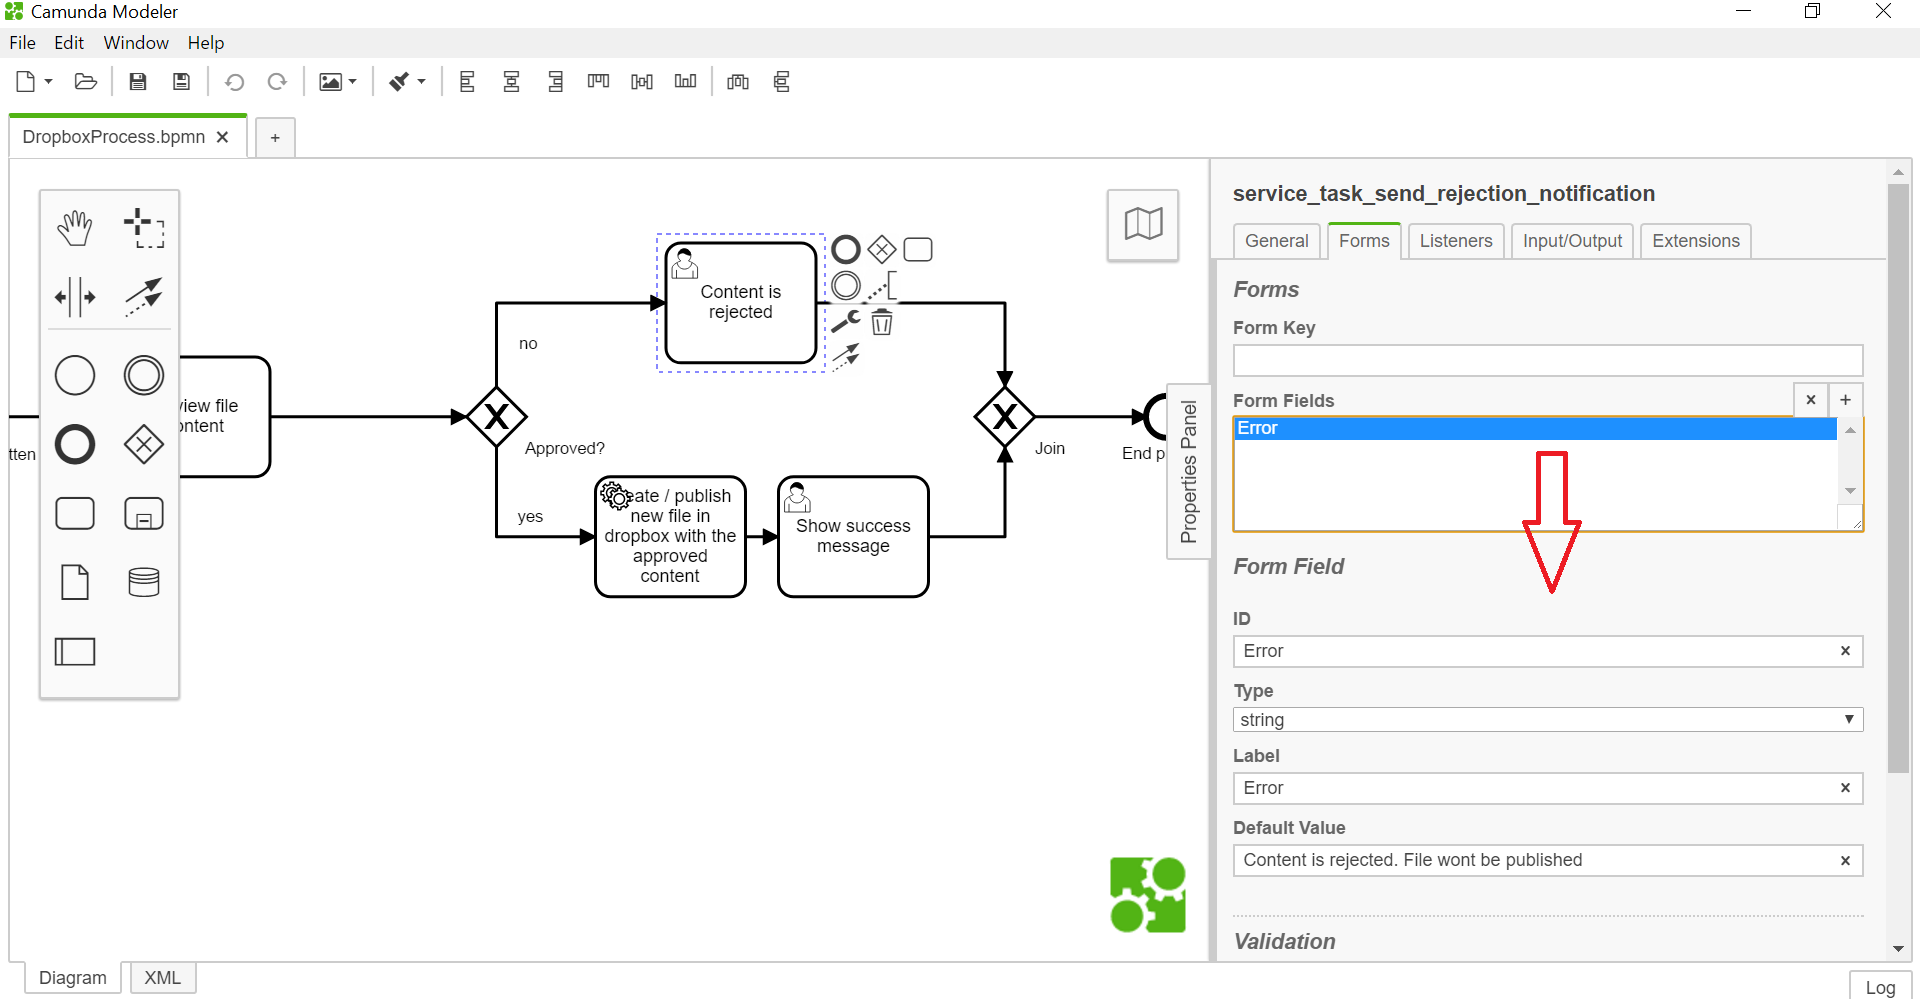 Camunda Modeler
File Edit Window Help
DropboxProcess.bpmn
service_task_send_rejection_notification
General Forms Listeners Input/Output Extensions
Forms
Form Key
Form Fields
Error
Form Field
ID
Error
Type
string
Label
Error
Default Value
Content is rejected. File wont be published
Validation
Properties Panel
Content is
rejected
no
iew file
ntent
tten
Approved?
yes
eate / publish
new file in
dropbox with the
approved
content
Show success
message
Join
End p
Diagram XML
Log